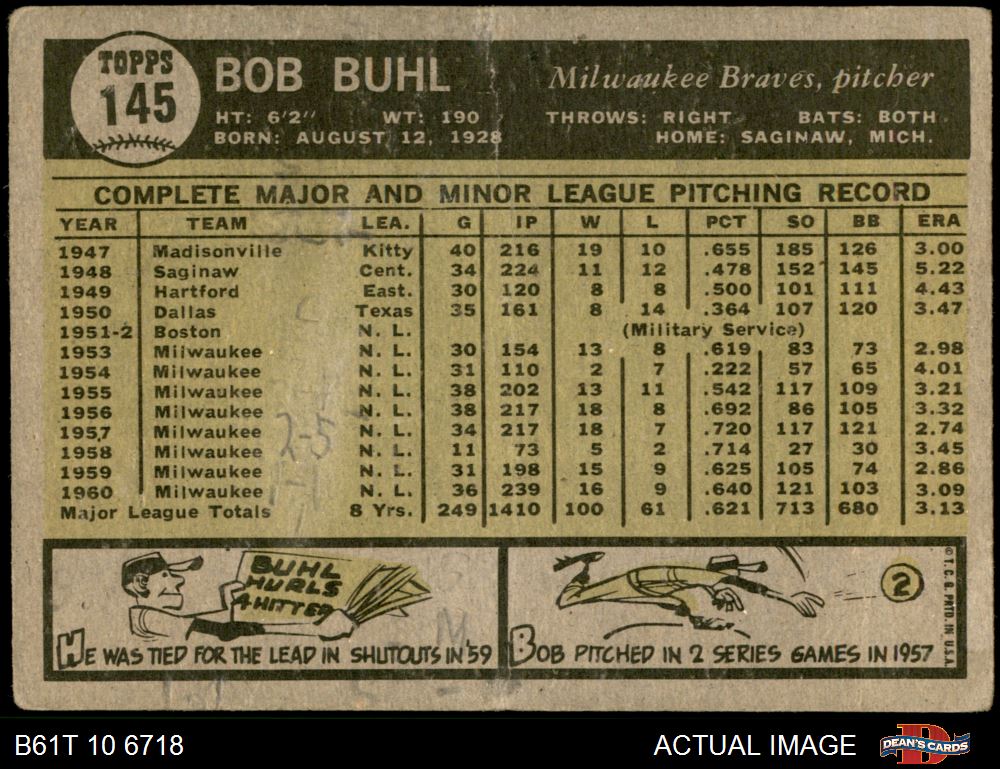 TOPPS
145
BOB BUHL
Milwaukee Braves, pitcher
HT: 6'2" WT: 190 THROWS: RIGHT BATS: BOTH
BORN: AUGUST 12, 1928 HOME: SAGINAW, MICH.
COMPLETE MAJOR AND MINOR LEAGUE PITCHING RECORD
YEAR TEAM LEA. G IP W L PCT SO BB ERA
1947 Madisonville Kitty 40 216 19 10 .655 185 126 3.00
1948 Saginaw Cent. 34 224 11 12 .478 152 145 5.22
1949 Hartford East. 30 120 8 8 .500 101 111 4.43
1950 Dallas Texas 35 161 8 14 .364 107 120 3.47
1951-2 Boston N. L. (Military Service)
1953 Milwaukee N. L. 30 154 13 8 .619 83 73 2.98
1954 Milwaukee N. L. 31 110 2 7 .222 57 65 4.01
1955 Milwaukee N. L. 38 202 13 11 .542 117 109 3.21
1956 Milwaukee N. L. 38 217 18 8 .692 86 105 3.32
1957 Milwaukee N. L. 34 217 18 7 .720 117 121 2.74
1958 Milwaukee N. L. 11 73 5 2 .714 27 30 3.45
1959 Milwaukee N. L. 31 198 15 9 .625 105 74 2.86
1960 Milwaukee N. L. 36 239 16 9 .640 121 103 3.09
Major League Totals 8 Yrs. 249 1410 100 61 .621 713 680 3.13
2-5
BUHL
HURLS
4 HITTER
HE WAS TIED FOR THE LEAD IN SHUTOUTS IN '59
2
BOB PITCHED IN 2 SERIES GAMES IN 1957
© T. C. G. PRTD. IN U.S.A.
B61T 10 6718
ACTUAL IMAGE
DEAN'S CARDS